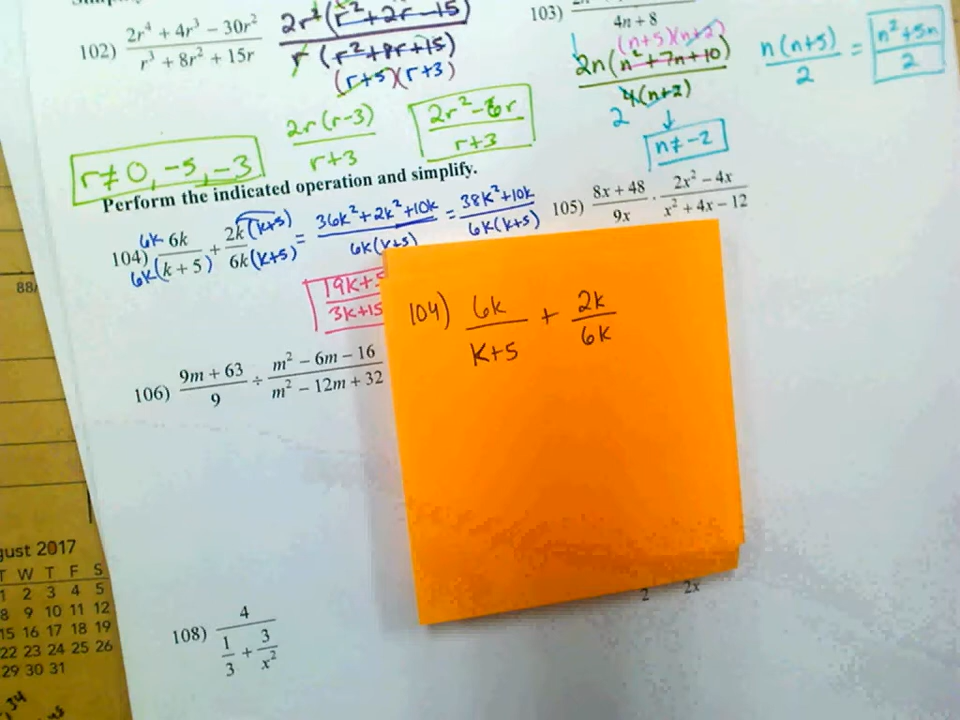 102) 2r⁴ + 4r³ − 30r² / r³ + 8r² + 15r
2r² (r² + 2r − 15) / r (r² + 8r + 15)
(r+5)(r+3)
2r(r−3) / r+3
2r² − 6r / r+3
r ≠ 0, −5, −3
103) 4n + 8
(n+5)(n+2)
2n(n² + 7n + 10) / 4(n+2)
2
n ≠ −2
n(n+5) / 2 = n² + 5n / 2
Perform the indicated operation and simplify.
104) 6k 6k / 6k (k + 5) + 2k (k+5) / 6k (k+5) = 36k² + 2k² + 10k / 6k(k+5) = 38k² + 10k / 6k(k+5)
19k+5 / 3k+15
105) 8x + 48 / 9x · 2x² − 4x / x² + 4x − 12
104) 6k / k+5 + 2k / 6k
106) 9m + 63 / 9 ÷ m² − 6m − 16 / m² − 12m + 32
2 2x
108) 4 / 1/3 + 3/x²
88
gust 2017
T W T F S
1 2 3 4 5
8 9 10 11 12
15 16 17 18 19
22 23 24 25 26
29 30 31